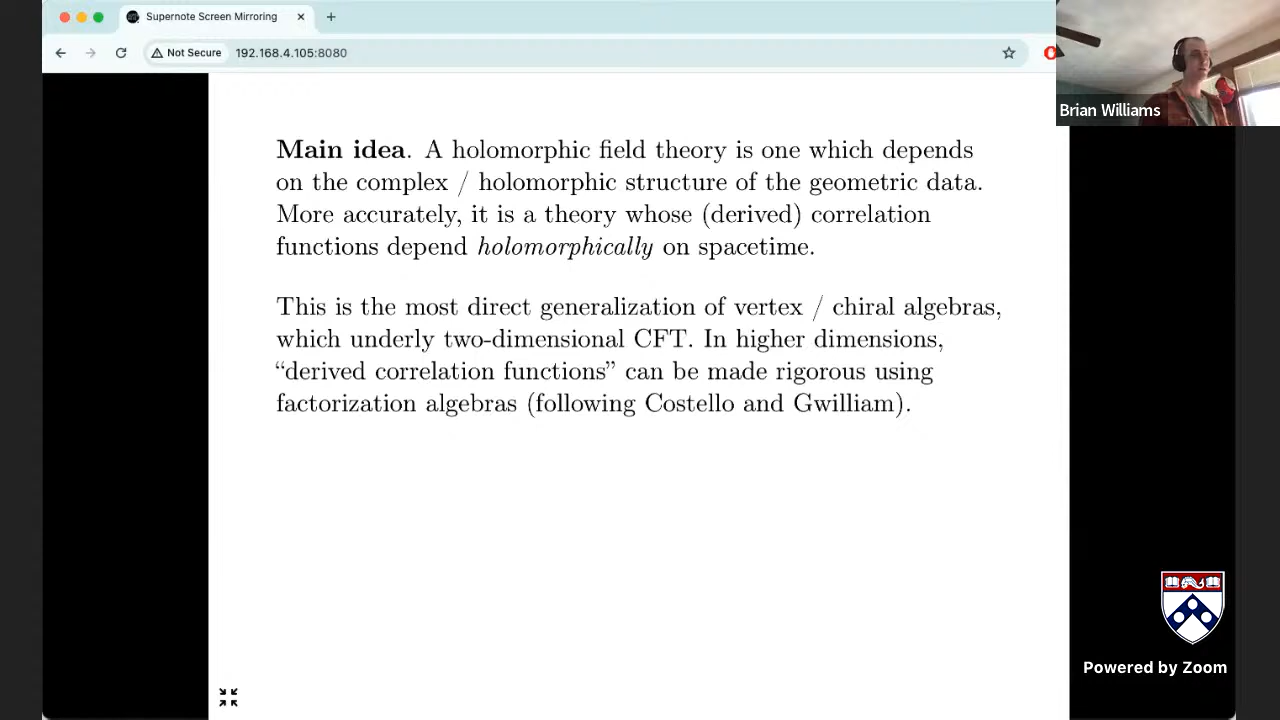 Supernote Screen Mirroring
Not Secure 192.168.4.105:8080
Brian Williams
Main idea. A holomorphic field theory is one which depends
on the complex / holomorphic structure of the geometric data.
More accurately, it is a theory whose (derived) correlation
functions depend holomorphically on spacetime.
This is the most direct generalization of vertex / chiral algebras,
which underly two-dimensional CFT. In higher dimensions,
“derived correlation functions” can be made rigorous using
factorization algebras (following Costello and Gwilliam).
Powered by Zoom